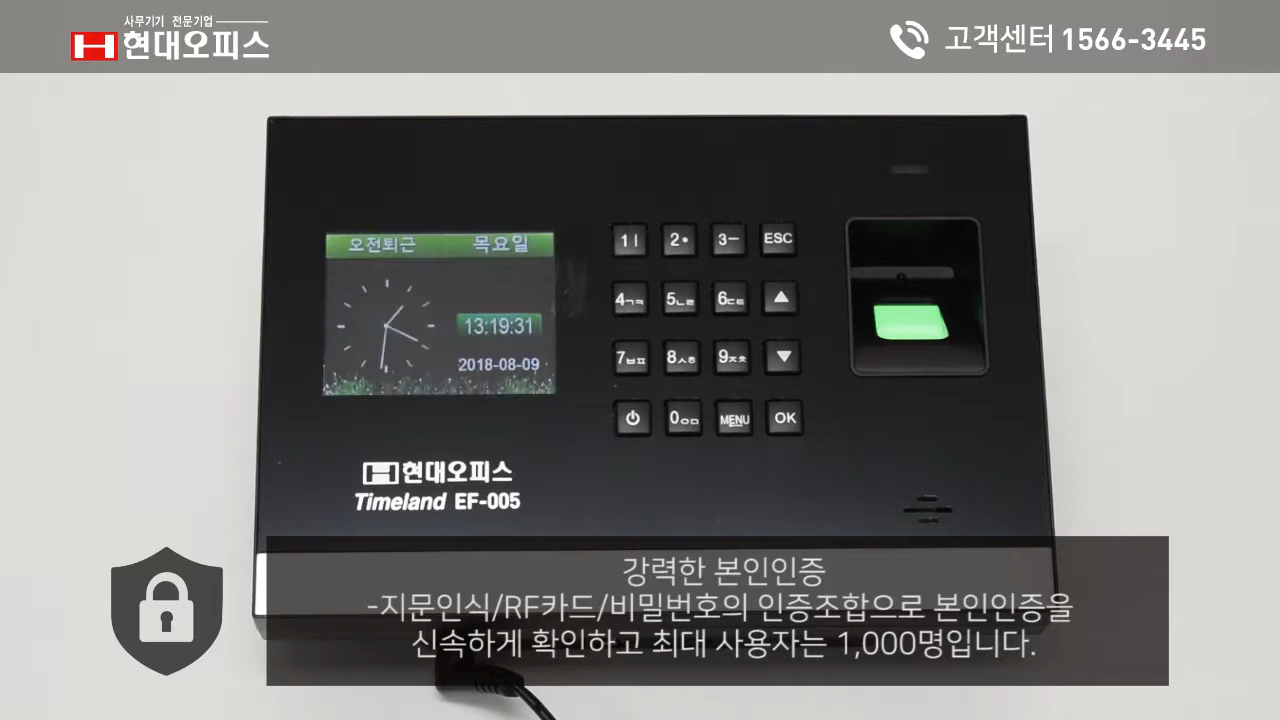 사무기기 전문기업
현대오피스
고객센터 1566-3445
오전퇴근 목요일
13:19:31
2018-08-09
1ㅣ 2• 3ㅡ ESC
4ㄱㅋ 5ㄴㄹ 6ㄷㅌ ▲
7ㅂㅍ 8ㅅㅎ 9ㅈㅊ ▼
0ㅇㅁ MENU OK
현대오피스
Timeland EF-005
강력한 본인인증
-지문인식/RF카드/비밀번호의 인증조합으로 본인인증을
신속하게 확인하고 최대 사용자는 1,000명입니다.